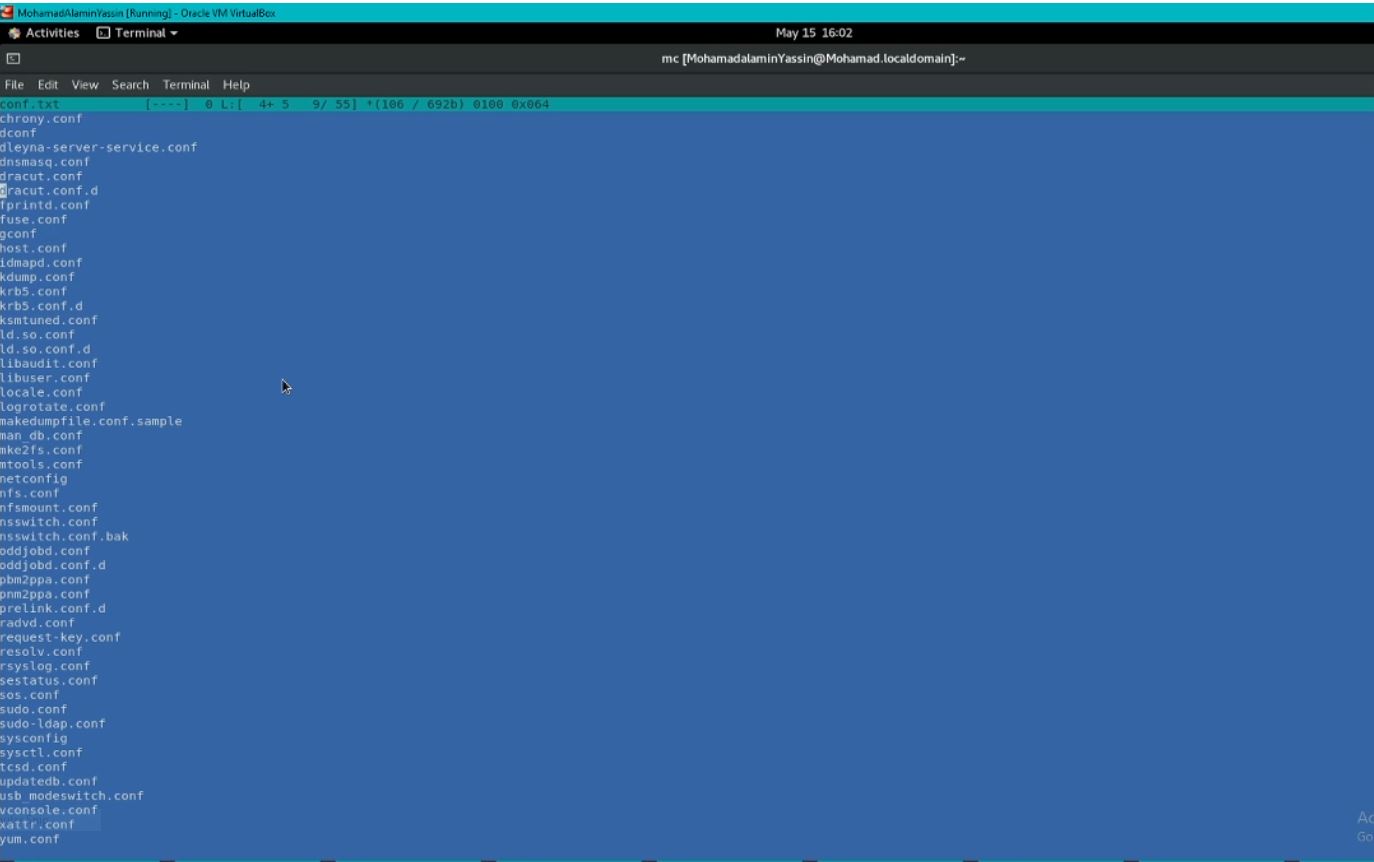 MohamadAlaminYassin [Running] - Oracle VM VirtualBox
Activities Terminal May 15 16:02
mc [MohamadalaminYassin@Mohamad.localdomain]:~
File Edit View Search Terminal Help
conf.txt [----] 0 L:[ 4+ 5 9/ 55] *(106 / 692b) 0100 0x064
chrony.conf
dconf
dleyna-server-service.conf
dnsmasq.conf
dracut.conf
dracut.conf.d
fprintd.conf
fuse.conf
gconf
host.conf
idmapd.conf
kdump.conf
krb5.conf
krb5.conf.d
ksmtuned.conf
ld.so.conf
ld.so.conf.d
libaudit.conf
libuser.conf
locale.conf
logrotate.conf
makedumpfile.conf.sample
man_db.conf
mke2fs.conf
mtools.conf
netconfig
nfs.conf
nfsmount.conf
nsswitch.conf
nsswitch.conf.bak
oddjobd.conf
oddjobd.conf.d
pbm2ppa.conf
pnm2ppa.conf
prelink.conf.d
radvd.conf
request-key.conf
resolv.conf
rsyslog.conf
sestatus.conf
sos.conf
sudo.conf
sudo-ldap.conf
sysconfig
sysctl.conf
tcsd.conf
updatedb.conf
usb_modeswitch.conf
vconsole.conf
xattr.conf
yum.conf